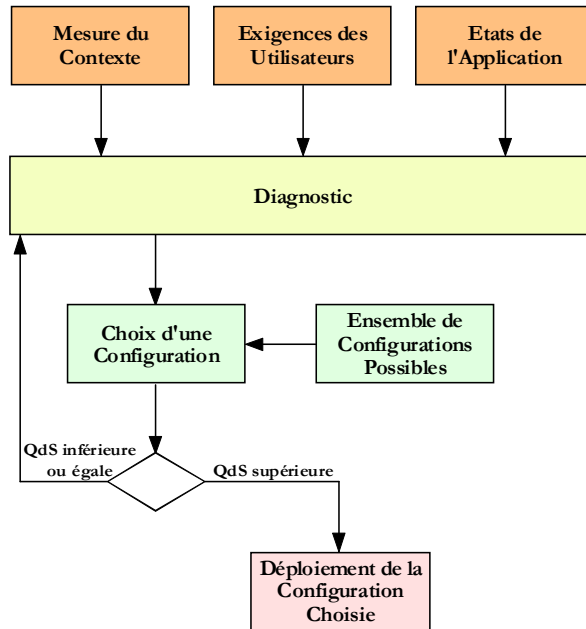 Mesure du
Contexte
Exigences des
Utilisateurs
Etats de
l'Application
Diagnostic
Choix d'une
Configuration
Ensemble de
Configurations
Possibles
QdS inférieure
ou égale
QdS supérieure
Déploiement de la
Configuration
Choisie